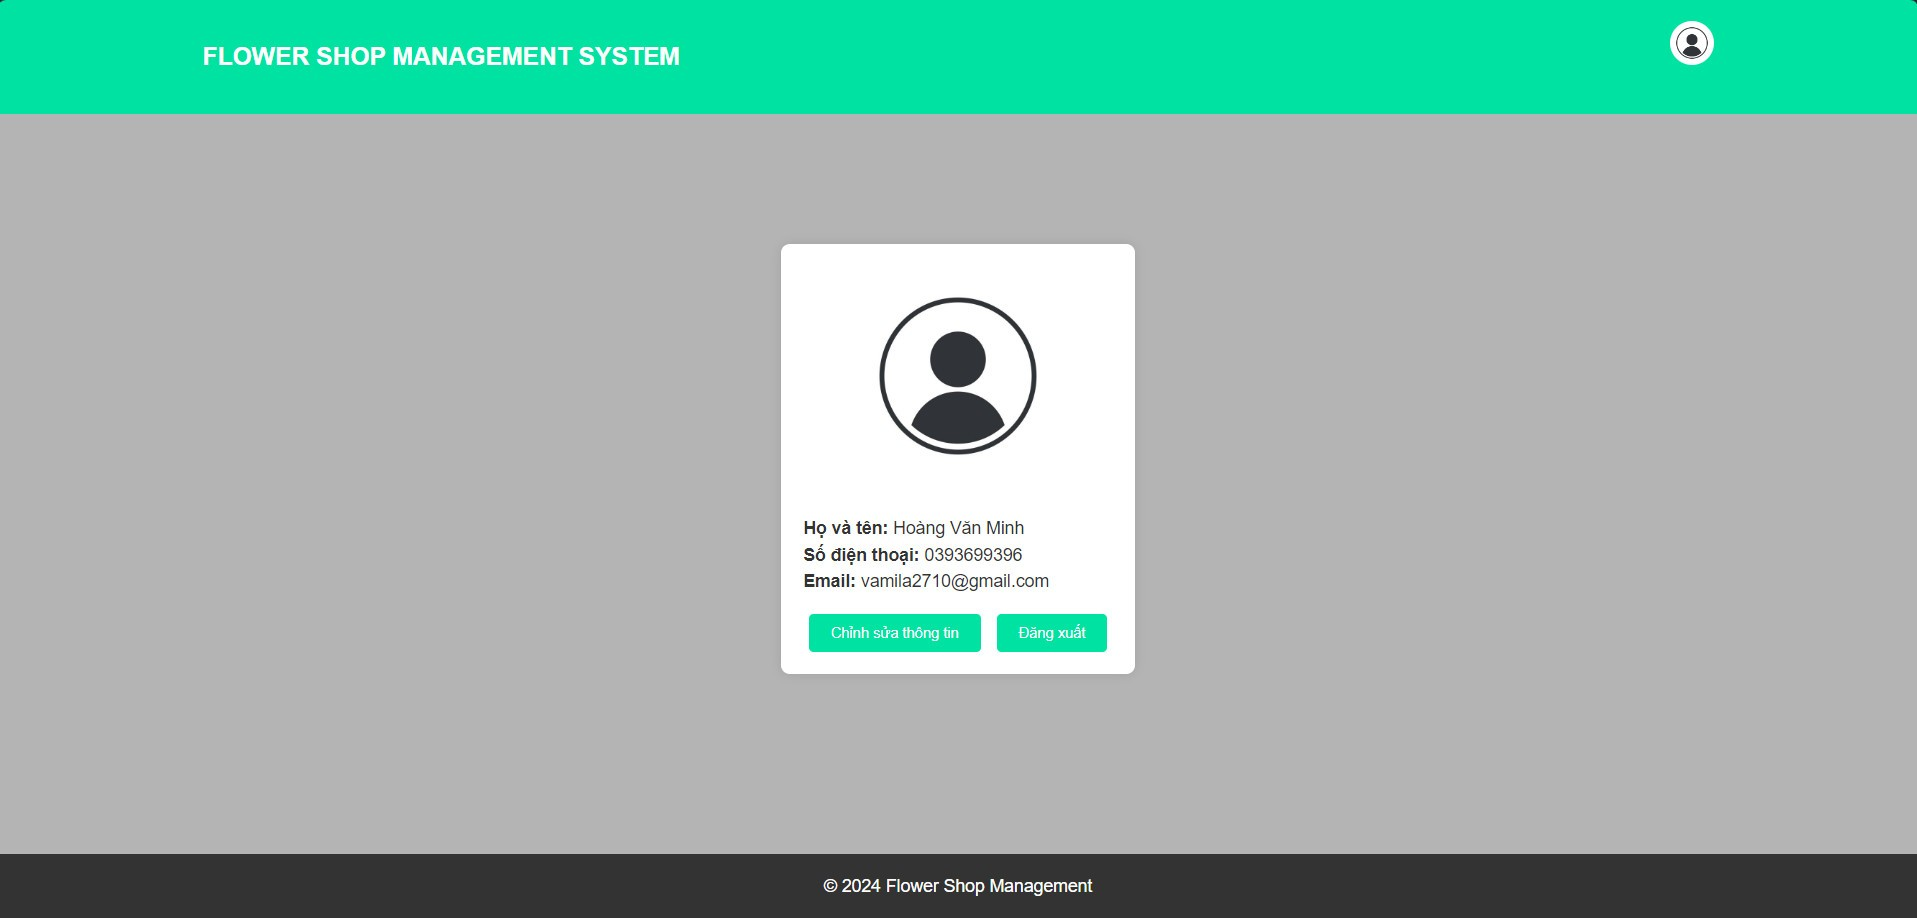 FLOWER SHOP MANAGEMENT SYSTEM
Họ và tên: Hoàng Văn Minh
Số điện thoại: 0393699396
Email: vamila2710@gmail.com
Chỉnh sửa thông tin Đăng xuất
© 2024 Flower Shop Management